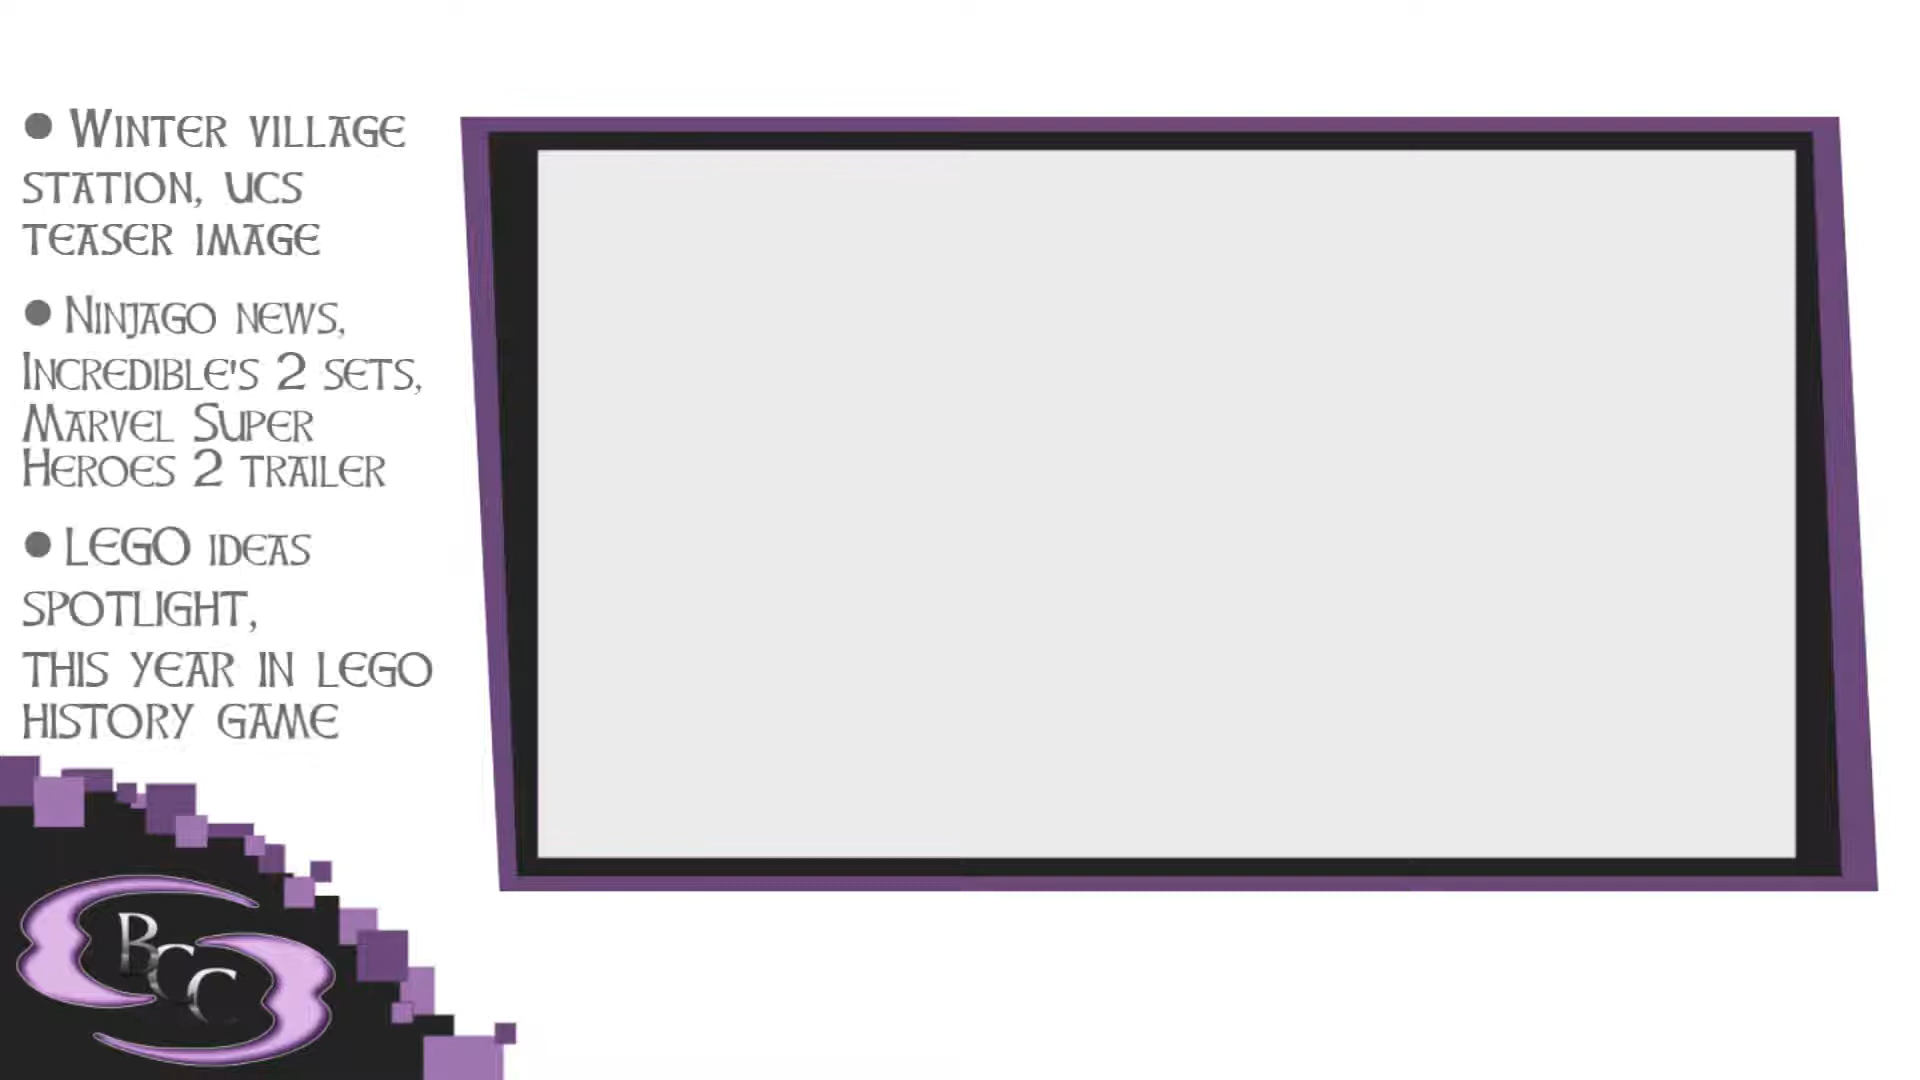 ● Winter village
station, ucs
teaser image
● Ninjago news,
Incredible's 2 sets,
Marvel Super
Heroes 2 trailer
● LEGO ideas
spotlight,
this year in lego
history game
BCC